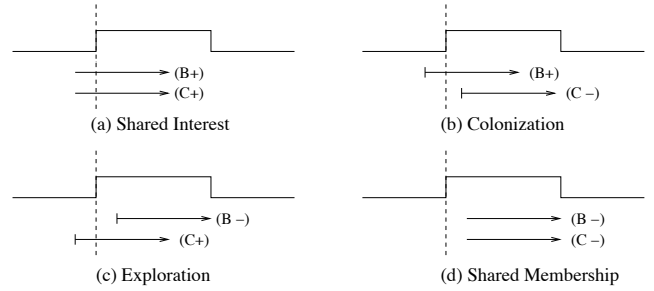 (B+)
(C+)
(a) Shared Interest
(B+)
(C –)
(b) Colonization
(B –)
(C+)
(c) Exploration
(B –)
(C –)
(d) Shared Membership